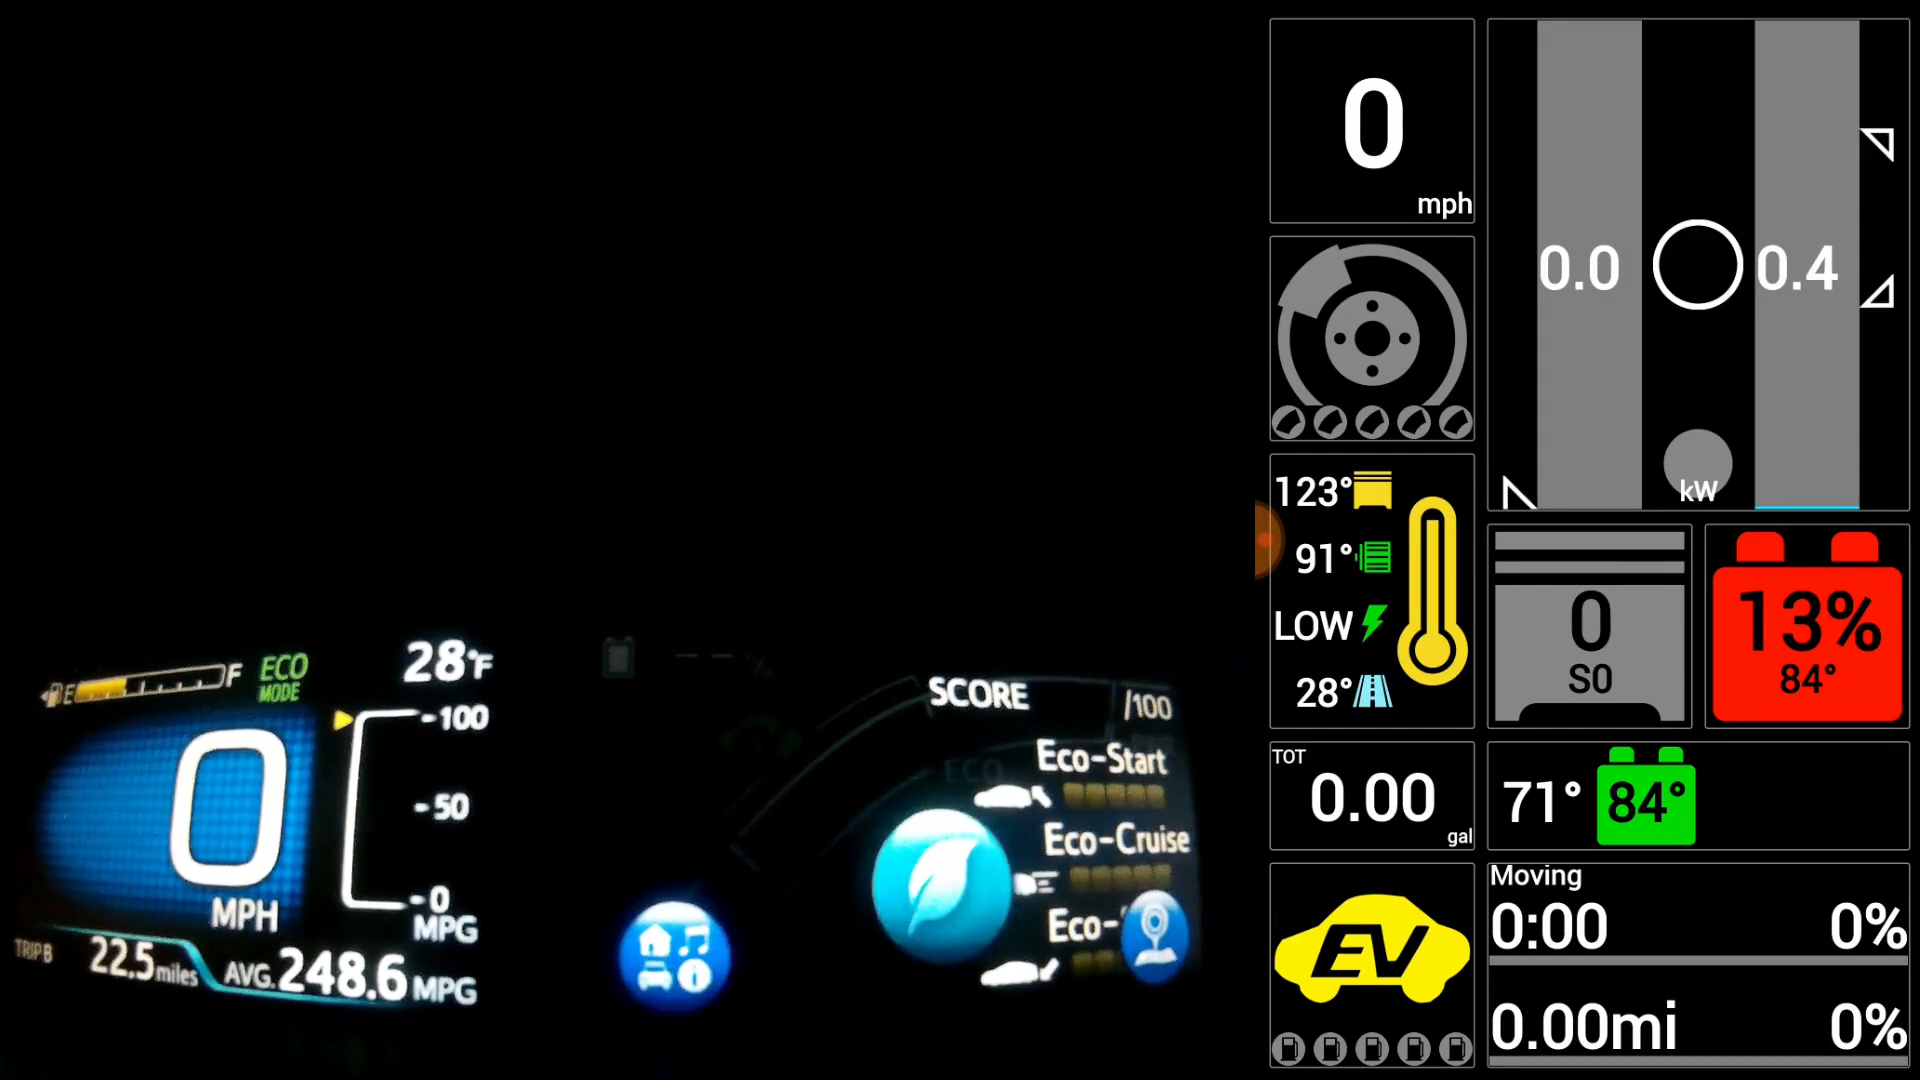 E F
ECO
MODE
28°F
0
MPH
100
50
0
MPG
TRIP B 22.5 miles
AVG. 248.6 MPG
SCORE /100
Eco-Start
ECO
Eco-Cruise
Eco-
0
mph
0.0
0.4
kW
123°
91°
LOW
28°
0
S0
13%
84°
TOT
0.00
gal
71° 84°
EV
Moving
0:00 0%
0.00mi 0%